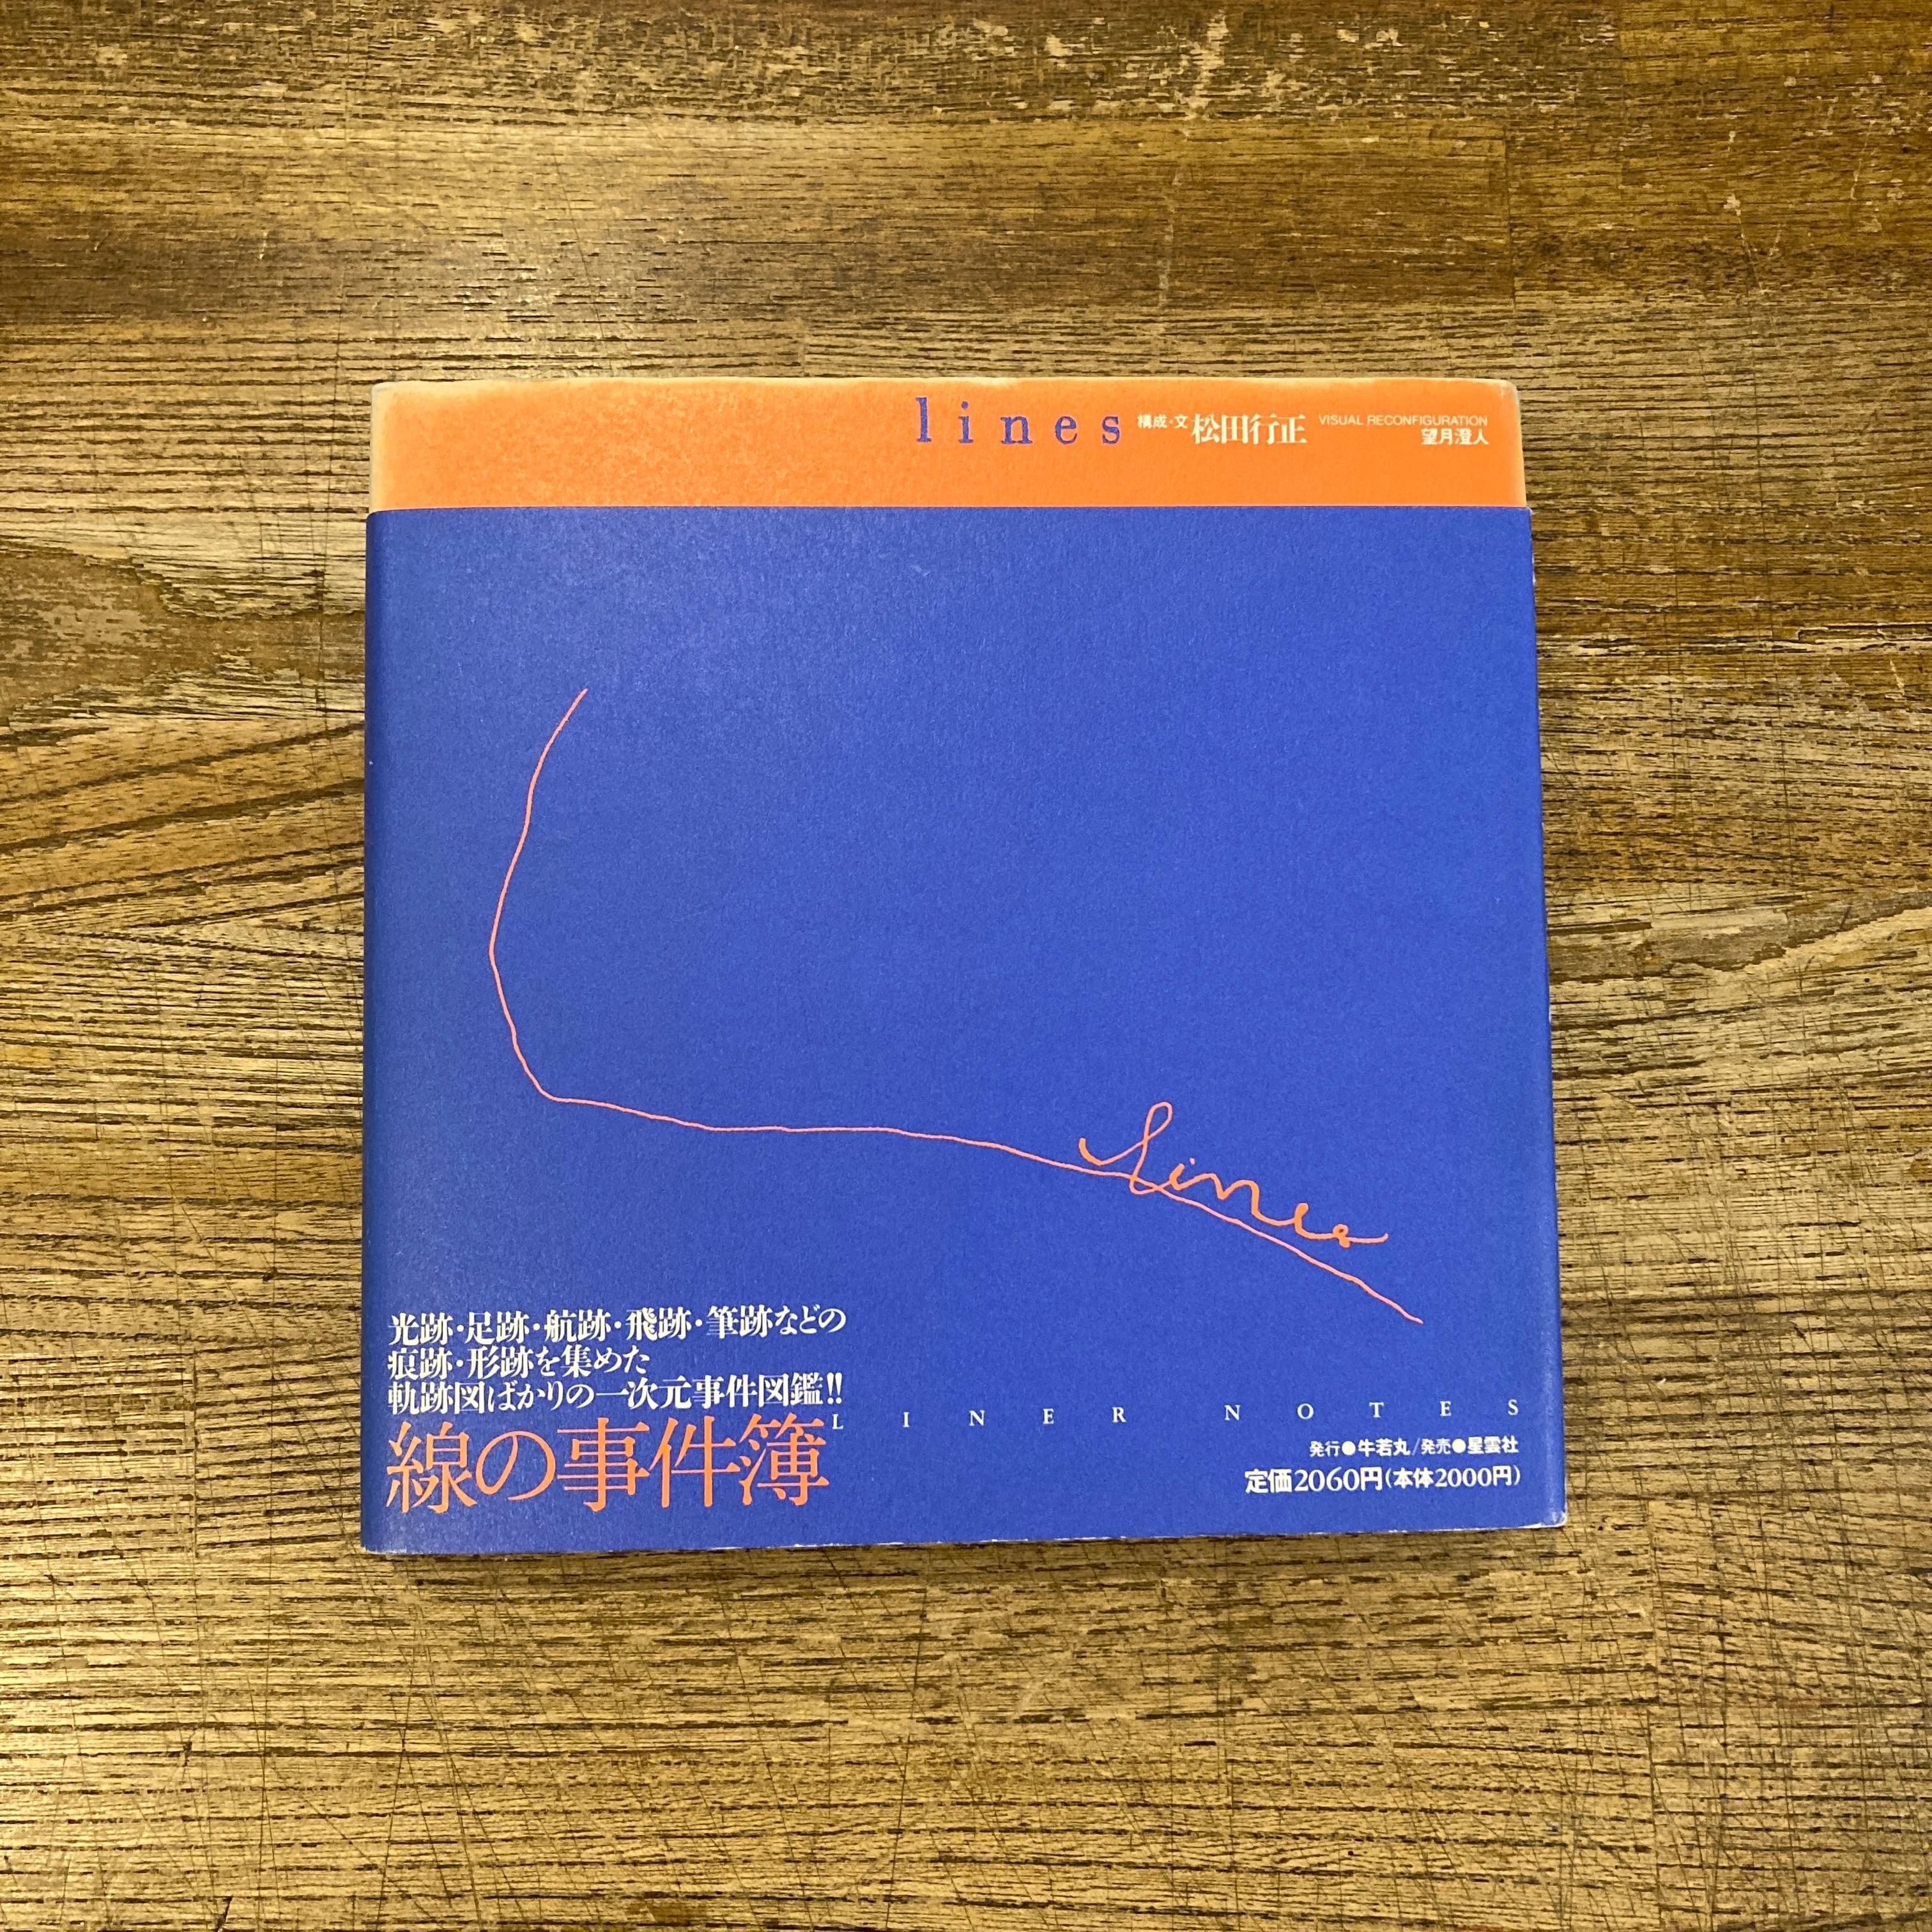 lines 構成・文 松田行正 VISUAL RECONFIGURATION
望月澄人
lines
光跡・足跡・航跡・飛跡・筆跡などの
痕跡・形跡を集めた
軌跡図ばかりの一次元事件図鑑!!
線の事件簿
LINER NOTES
発行●牛若丸/発売●星雲社
定価2060円(本体2000円)